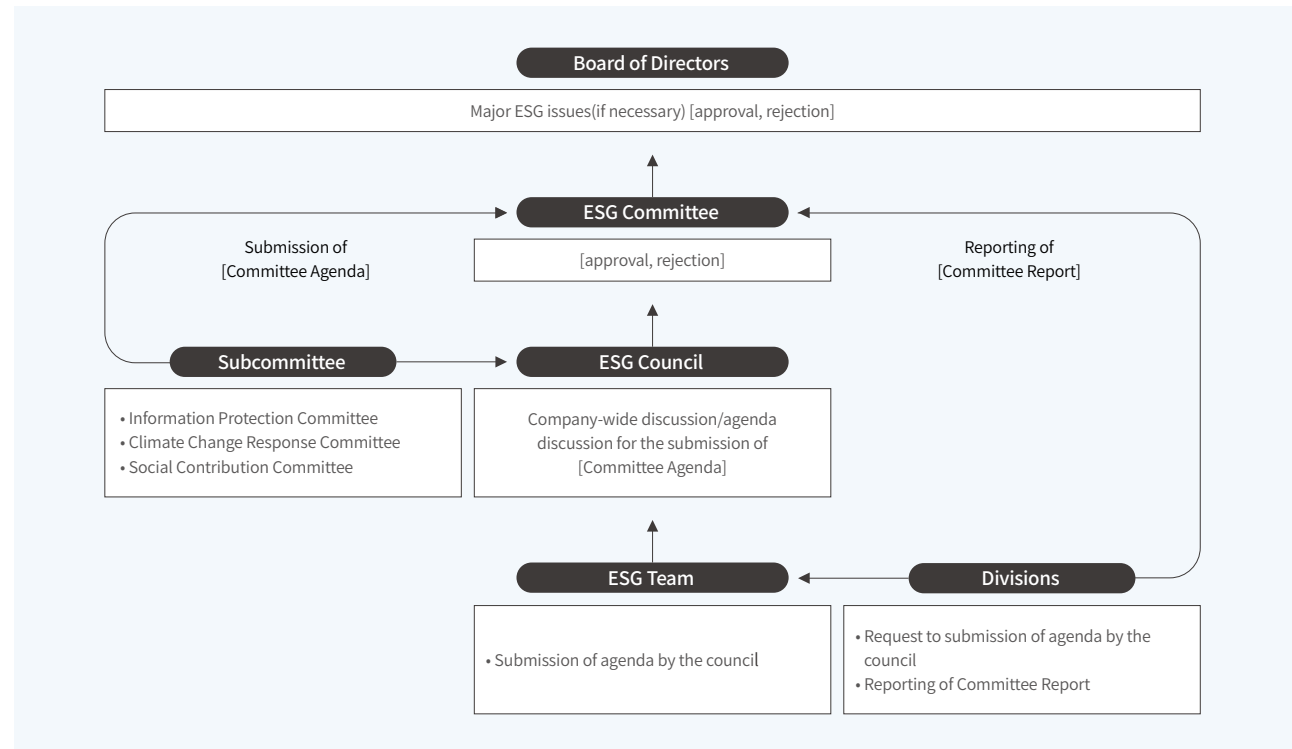 Board of Directors
Major ESG issues(if necessary) [approval, rejection]
ESG Committee
Submission of
[Committee Agenda]
[approval, rejection]
Reporting of
[Committee Report]
Subcommittee
ESG Council
• Information Protection Committee
• Climate Change Response Committee
• Social Contribution Committee
Company-wide discussion/agenda
discussion for the submission of
[Committee Agenda]
ESG Team
Divisions
• Submission of agenda by the council
• Request to submission of agenda by the
council
• Reporting of Committee Report